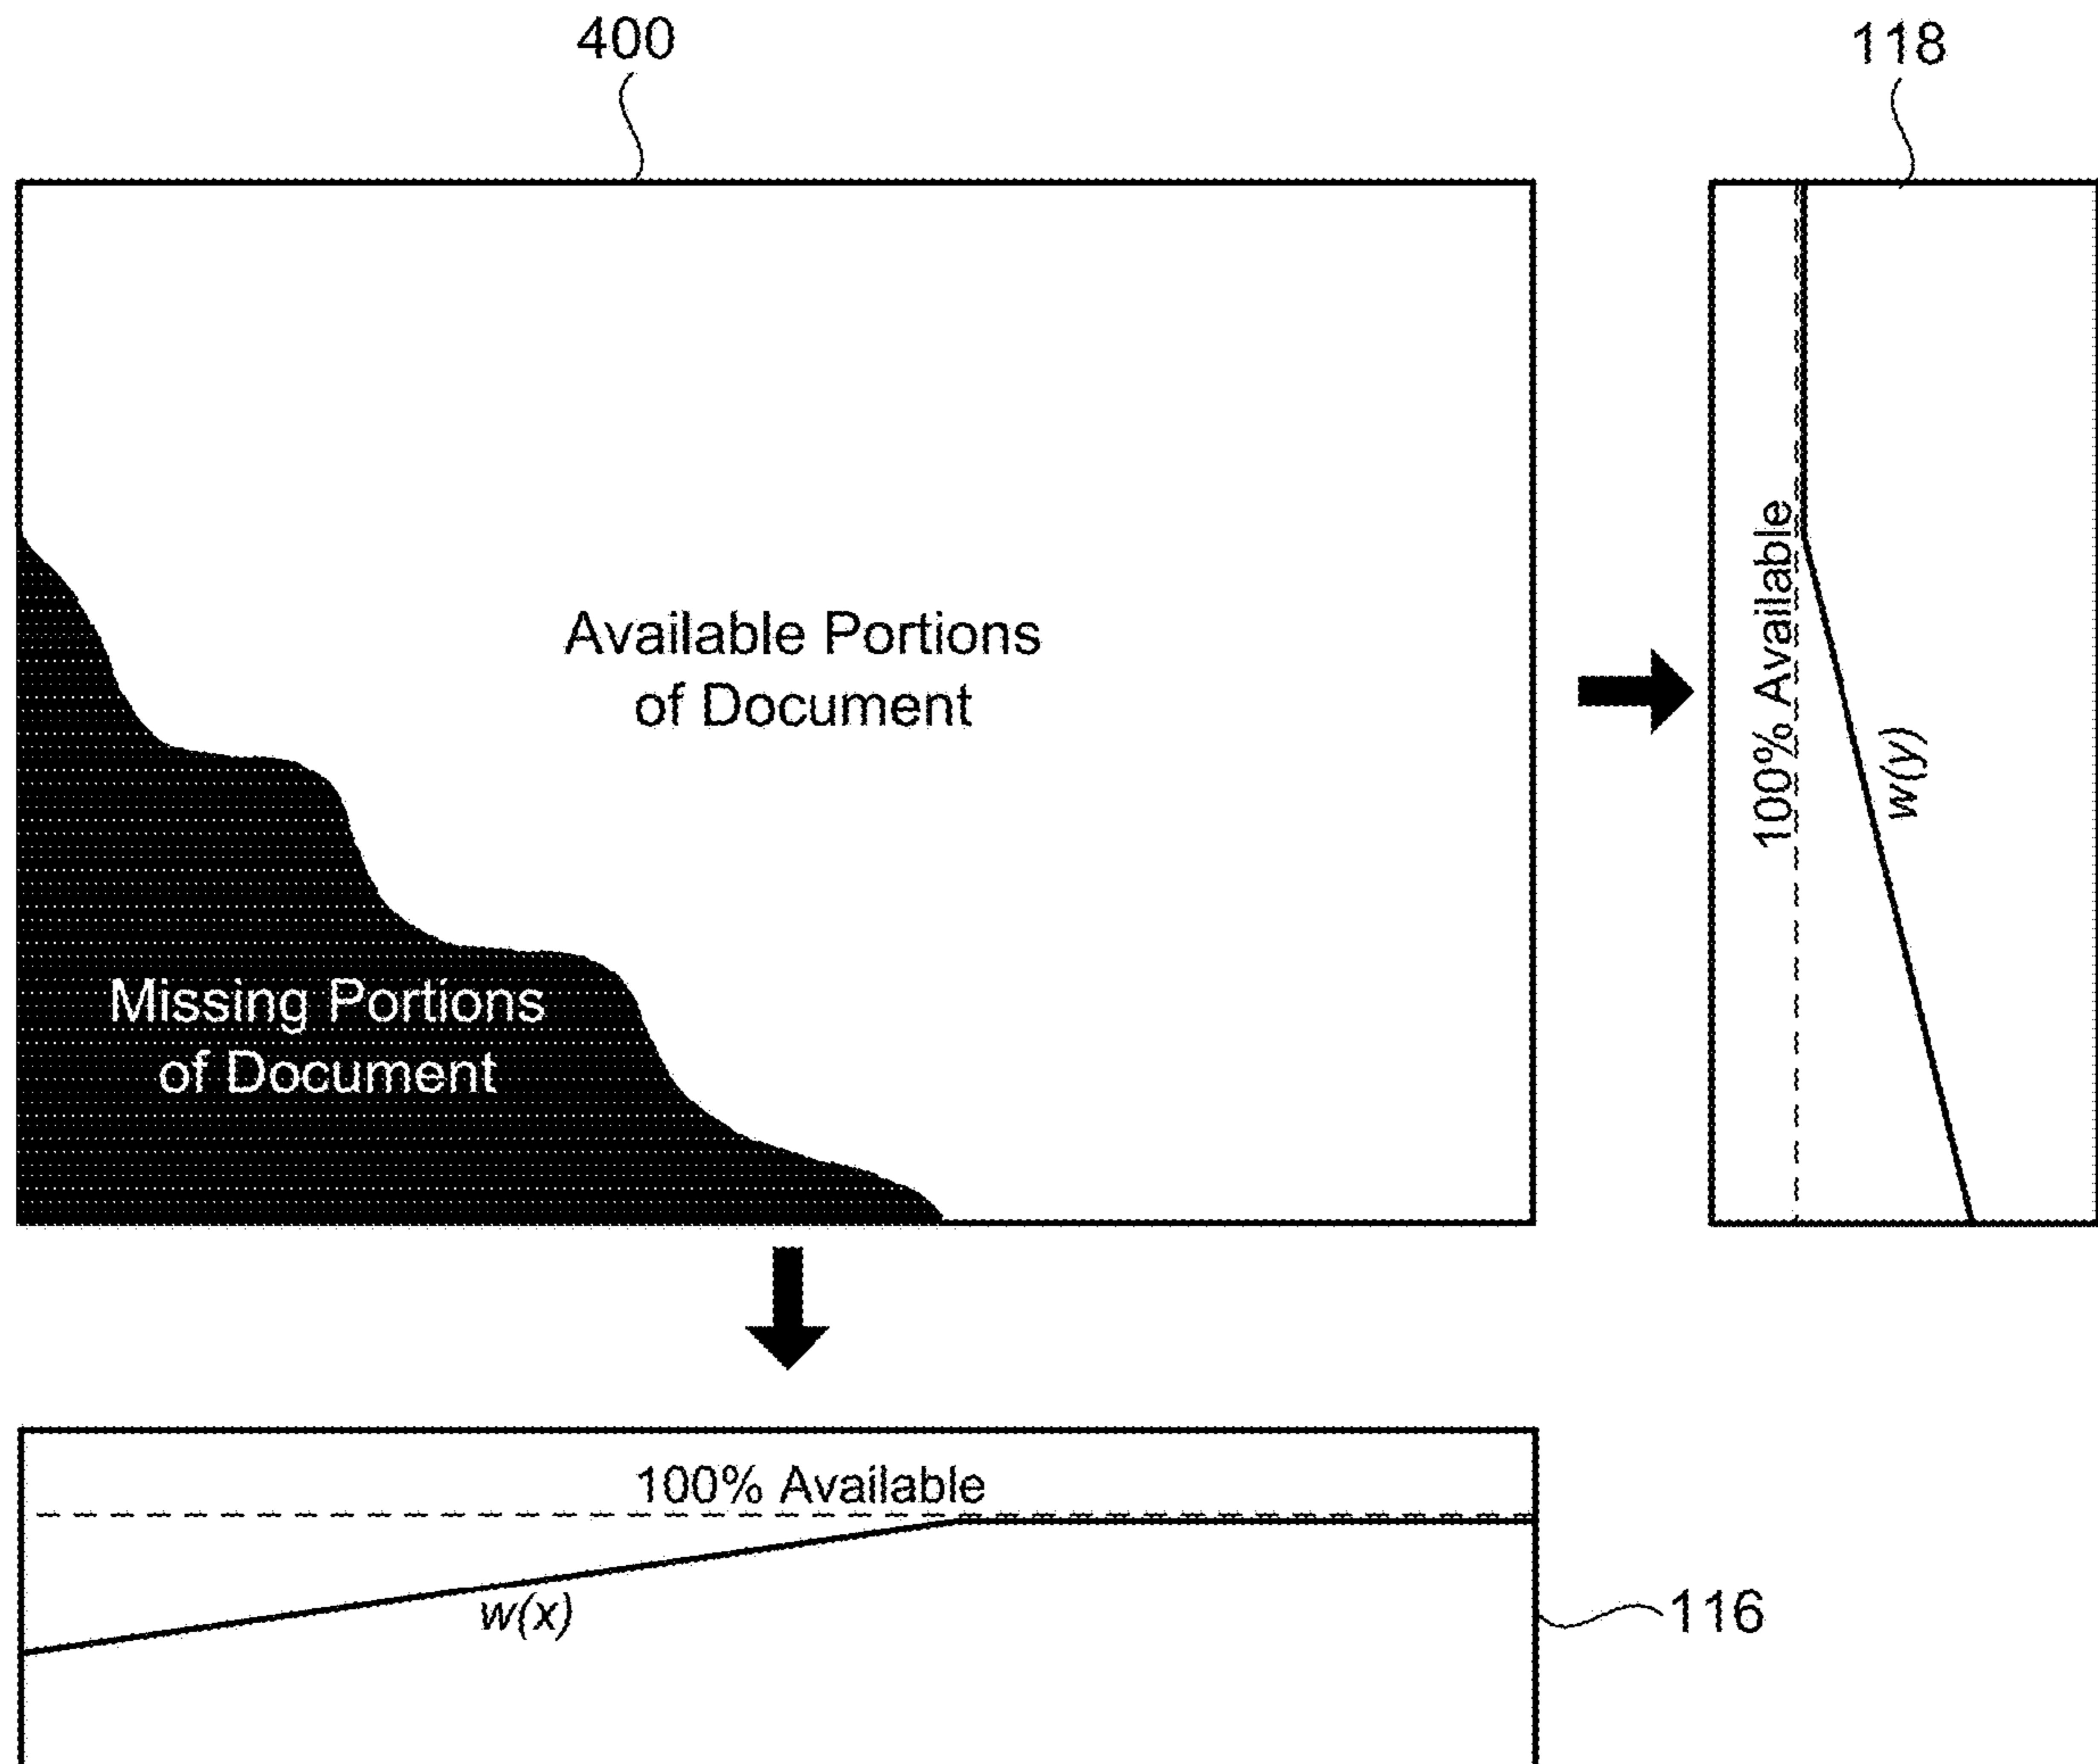 400
118
Available Portions
of Document
100% Available
w(y)
Missing Portions
of Document
100% Available
w(x)
116